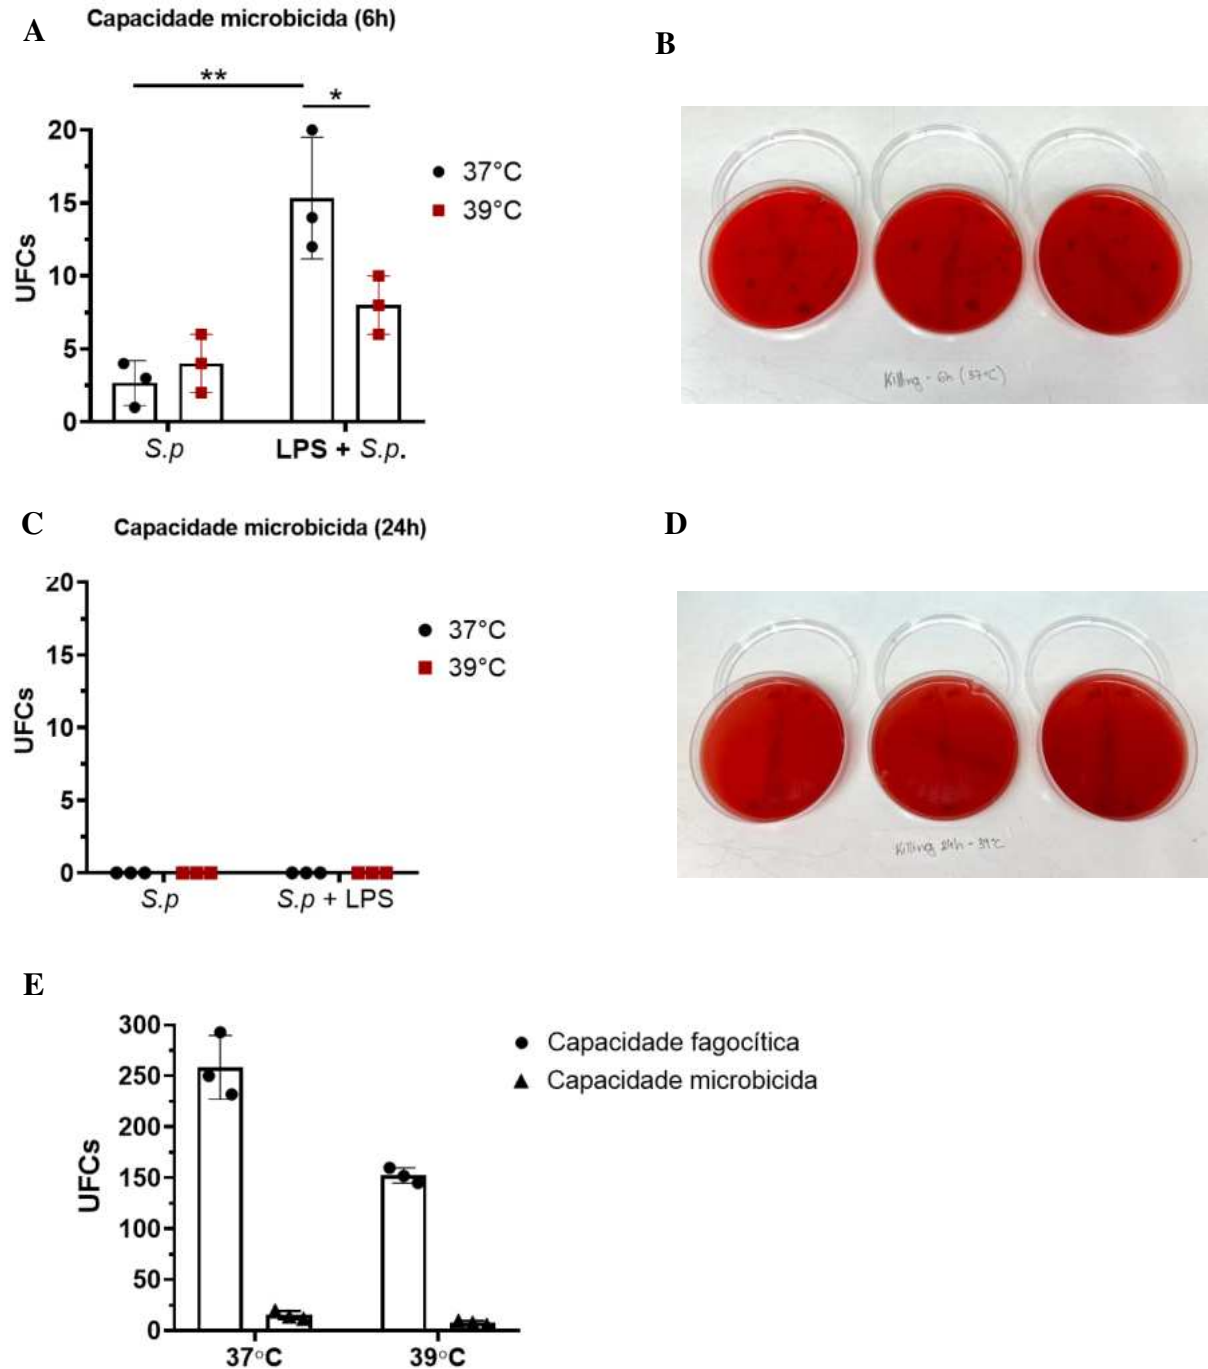 A
Capacidade microbicida (6h)
**
*
20
15
10
5
0
UFCs
37°C
39°C
S.p
LPS + S.p.
B
Killing - 6h (37°C)
C
Capacidade microbicida (24h)
20
15
10
5
0
UFCs
37°C
39°C
S.p
S.p + LPS
D
Killing 24h - 39°C
E
300
250
200
150
100
50
0
UFCs
Capacidade fagocítica
Capacidade microbicida
37°C
39°C